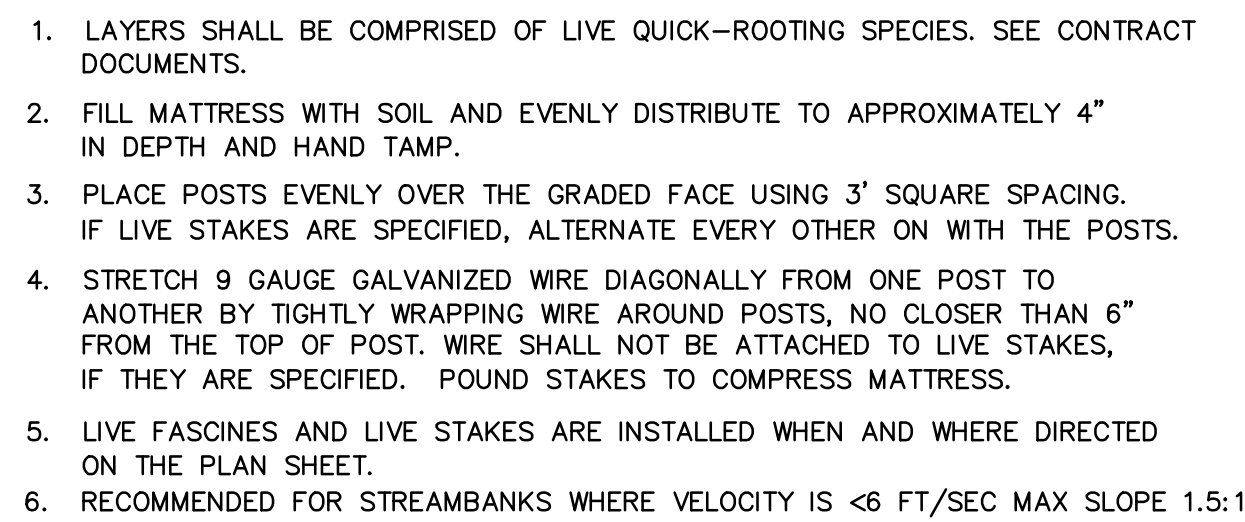 1. LAYERS SHALL BE COMPRISED OF LIVE QUICK–ROOTING SPECIES. SEE CONTRACT
DOCUMENTS.
2. FILL MATTRESS WITH SOIL AND EVENLY DISTRIBUTE TO APPROXIMATELY 4”
IN DEPTH AND HAND TAMP.
3. PLACE POSTS EVENLY OVER THE GRADED FACE USING 3’ SQUARE SPACING.
IF LIVE STAKES ARE SPECIFIED, ALTERNATE EVERY OTHER ON WITH THE POSTS.
4. STRETCH 9 GAUGE GALVANIZED WIRE DIAGONALLY FROM ONE POST TO
ANOTHER BY TIGHTLY WRAPPING WIRE AROUND POSTS, NO CLOSER THAN 6”
FROM THE TOP OF POST. WIRE SHALL NOT BE ATTACHED TO LIVE STAKES,
IF THEY ARE SPECIFIED. POUND STAKES TO COMPRESS MATTRESS.
5. LIVE FASCINES AND LIVE STAKES ARE INSTALLED WHEN AND WHERE DIRECTED
ON THE PLAN SHEET.
6. RECOMMENDED FOR STREAMBANKS WHERE VELOCITY IS <6 FT/SEC MAX SLOPE 1.5:1